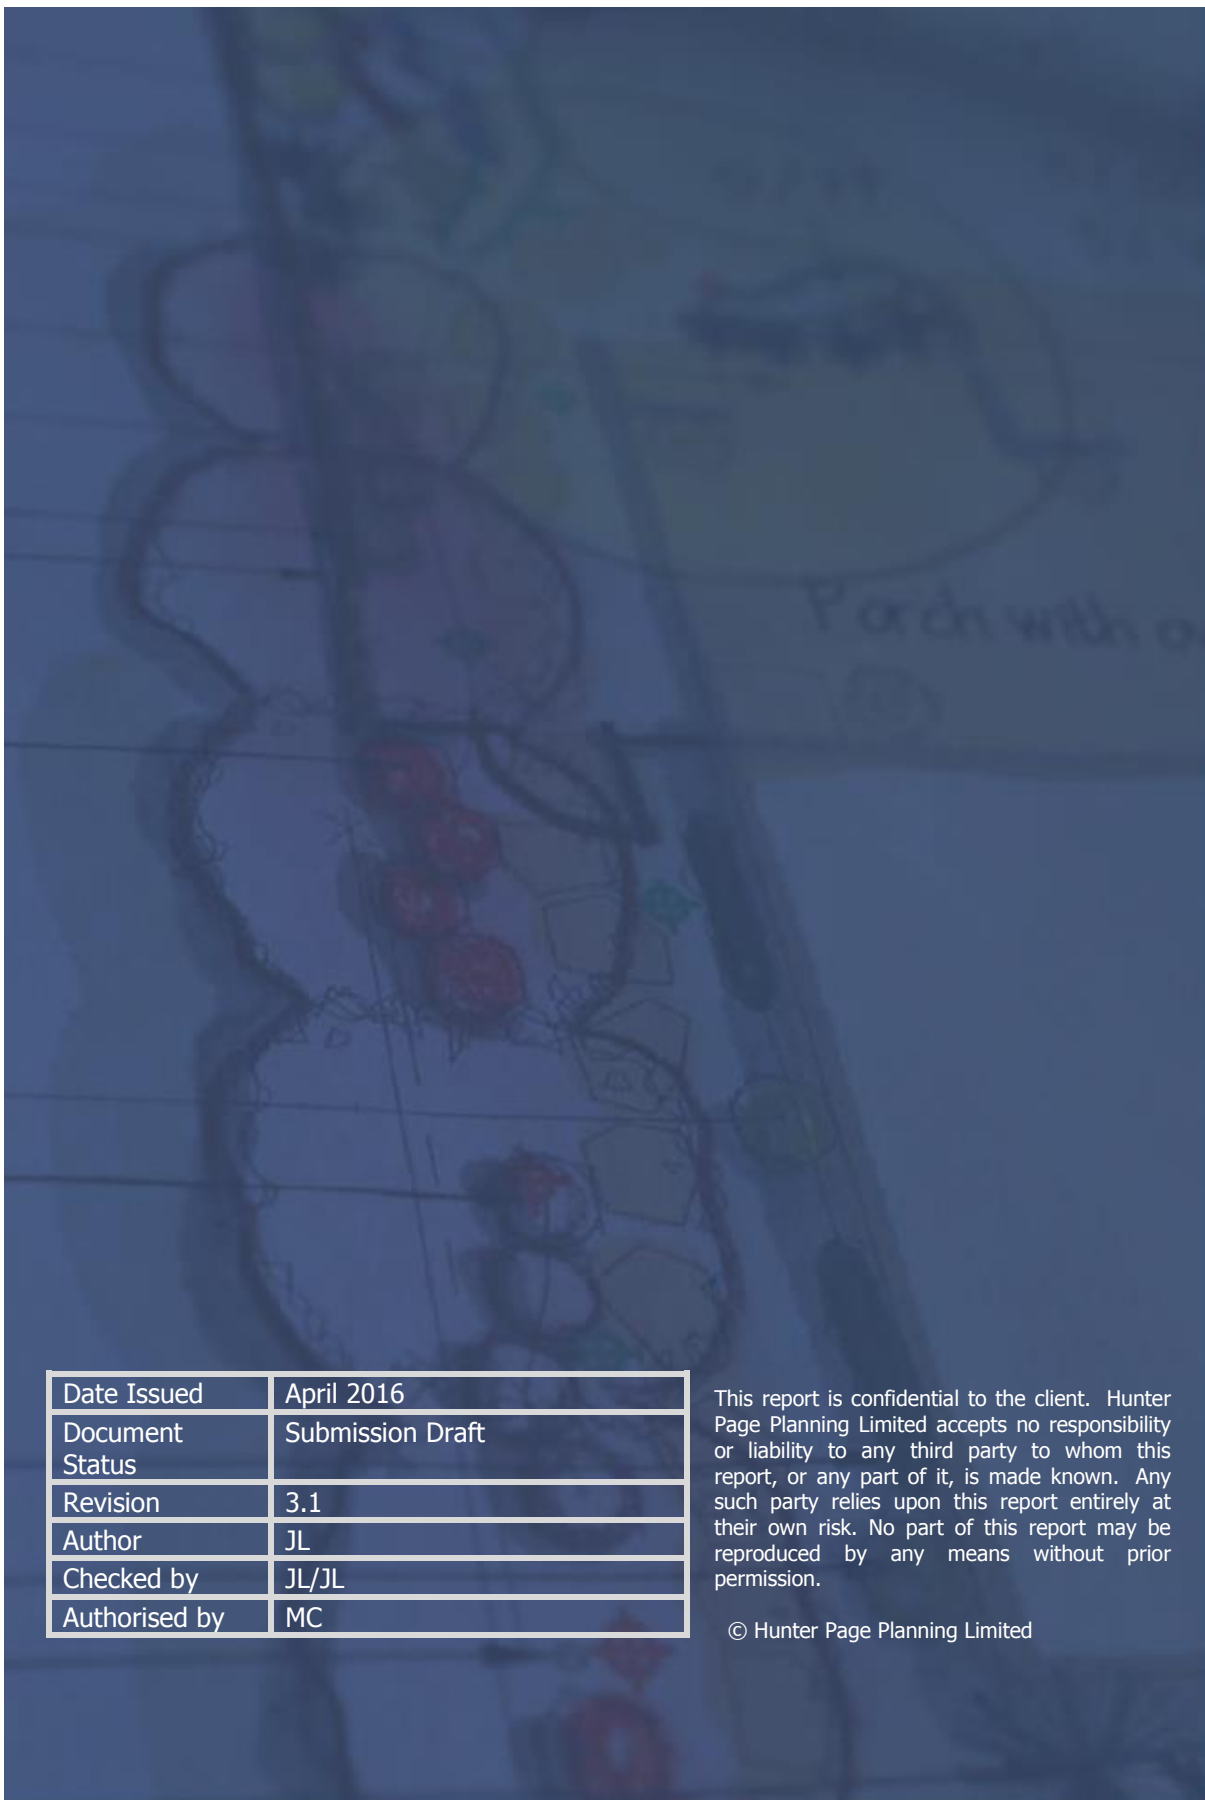 Porch with
Date Issued April 2016
Document Submission Draft
Status
Revision 3.1
Author JL
Checked by JL/JL
Authorised by MC
This report is confidential to the client. Hunter
Page Planning Limited accepts no responsibility
or liability to any third party to whom this
report, or any part of it, is made known. Any
such party relies upon this report entirely at
their own risk. No part of this report may be
reproduced by any means without prior
permission.
© Hunter Page Planning Limited